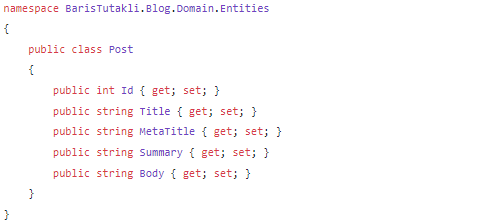 namespace BarisTutakli.Blog.Domain.Entities
{
    public class Post
    {
        public int Id { get; set; }
        public string Title { get; set; }
        public string MetaTitle { get; set; }
        public string Summary { get; set; }
        public string Body { get; set; }
    }
}